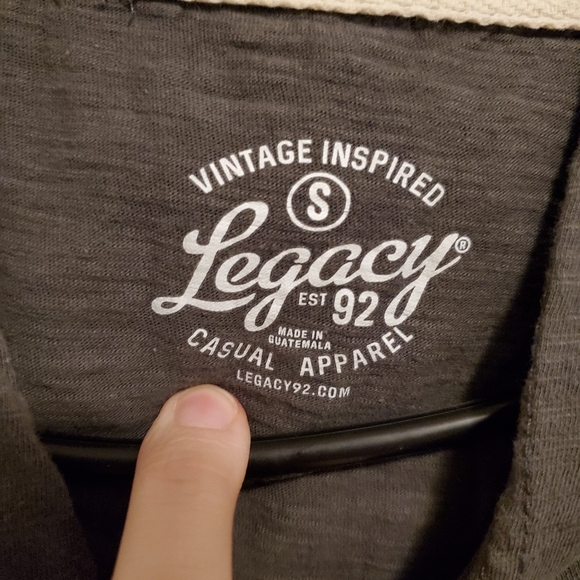 VINTAGE INSPIRED
S
Legacy®
EST 92
MADE IN
GUATEMALA
CASUAL APPAREL
LEGACY92.COM